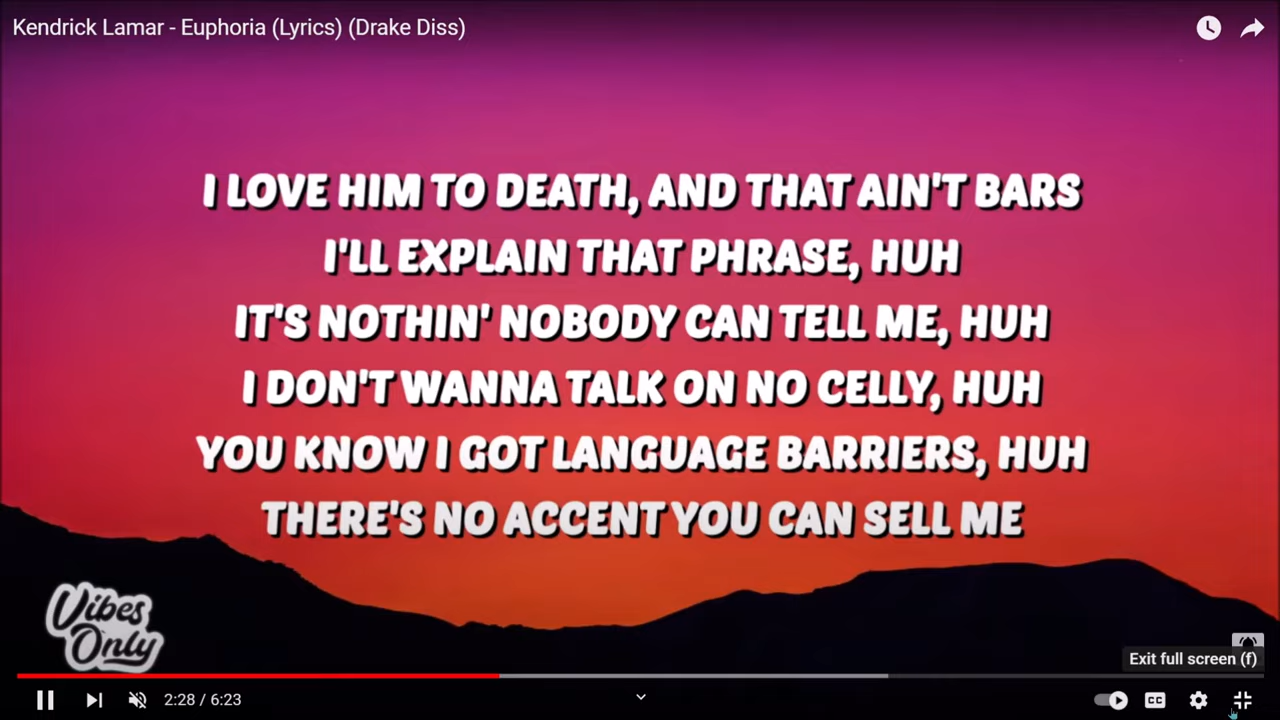 Kendrick Lamar - Euphoria (Lyrics) (Drake Diss)
I LOVE HIM TO DEATH, AND THAT AIN'T BARS
I'LL EXPLAIN THAT PHRASE, HUH
IT'S NOTHIN' NOBODY CAN TELL ME, HUH
I DON'T WANNA TALK ON NO CELLY, HUH
YOU KNOW I GOT LANGUAGE BARRIERS, HUH
THERE'S NO ACCENT YOU CAN SELL ME
Vibes
Only
Exit full screen (f)
2:28 / 6:23
CC